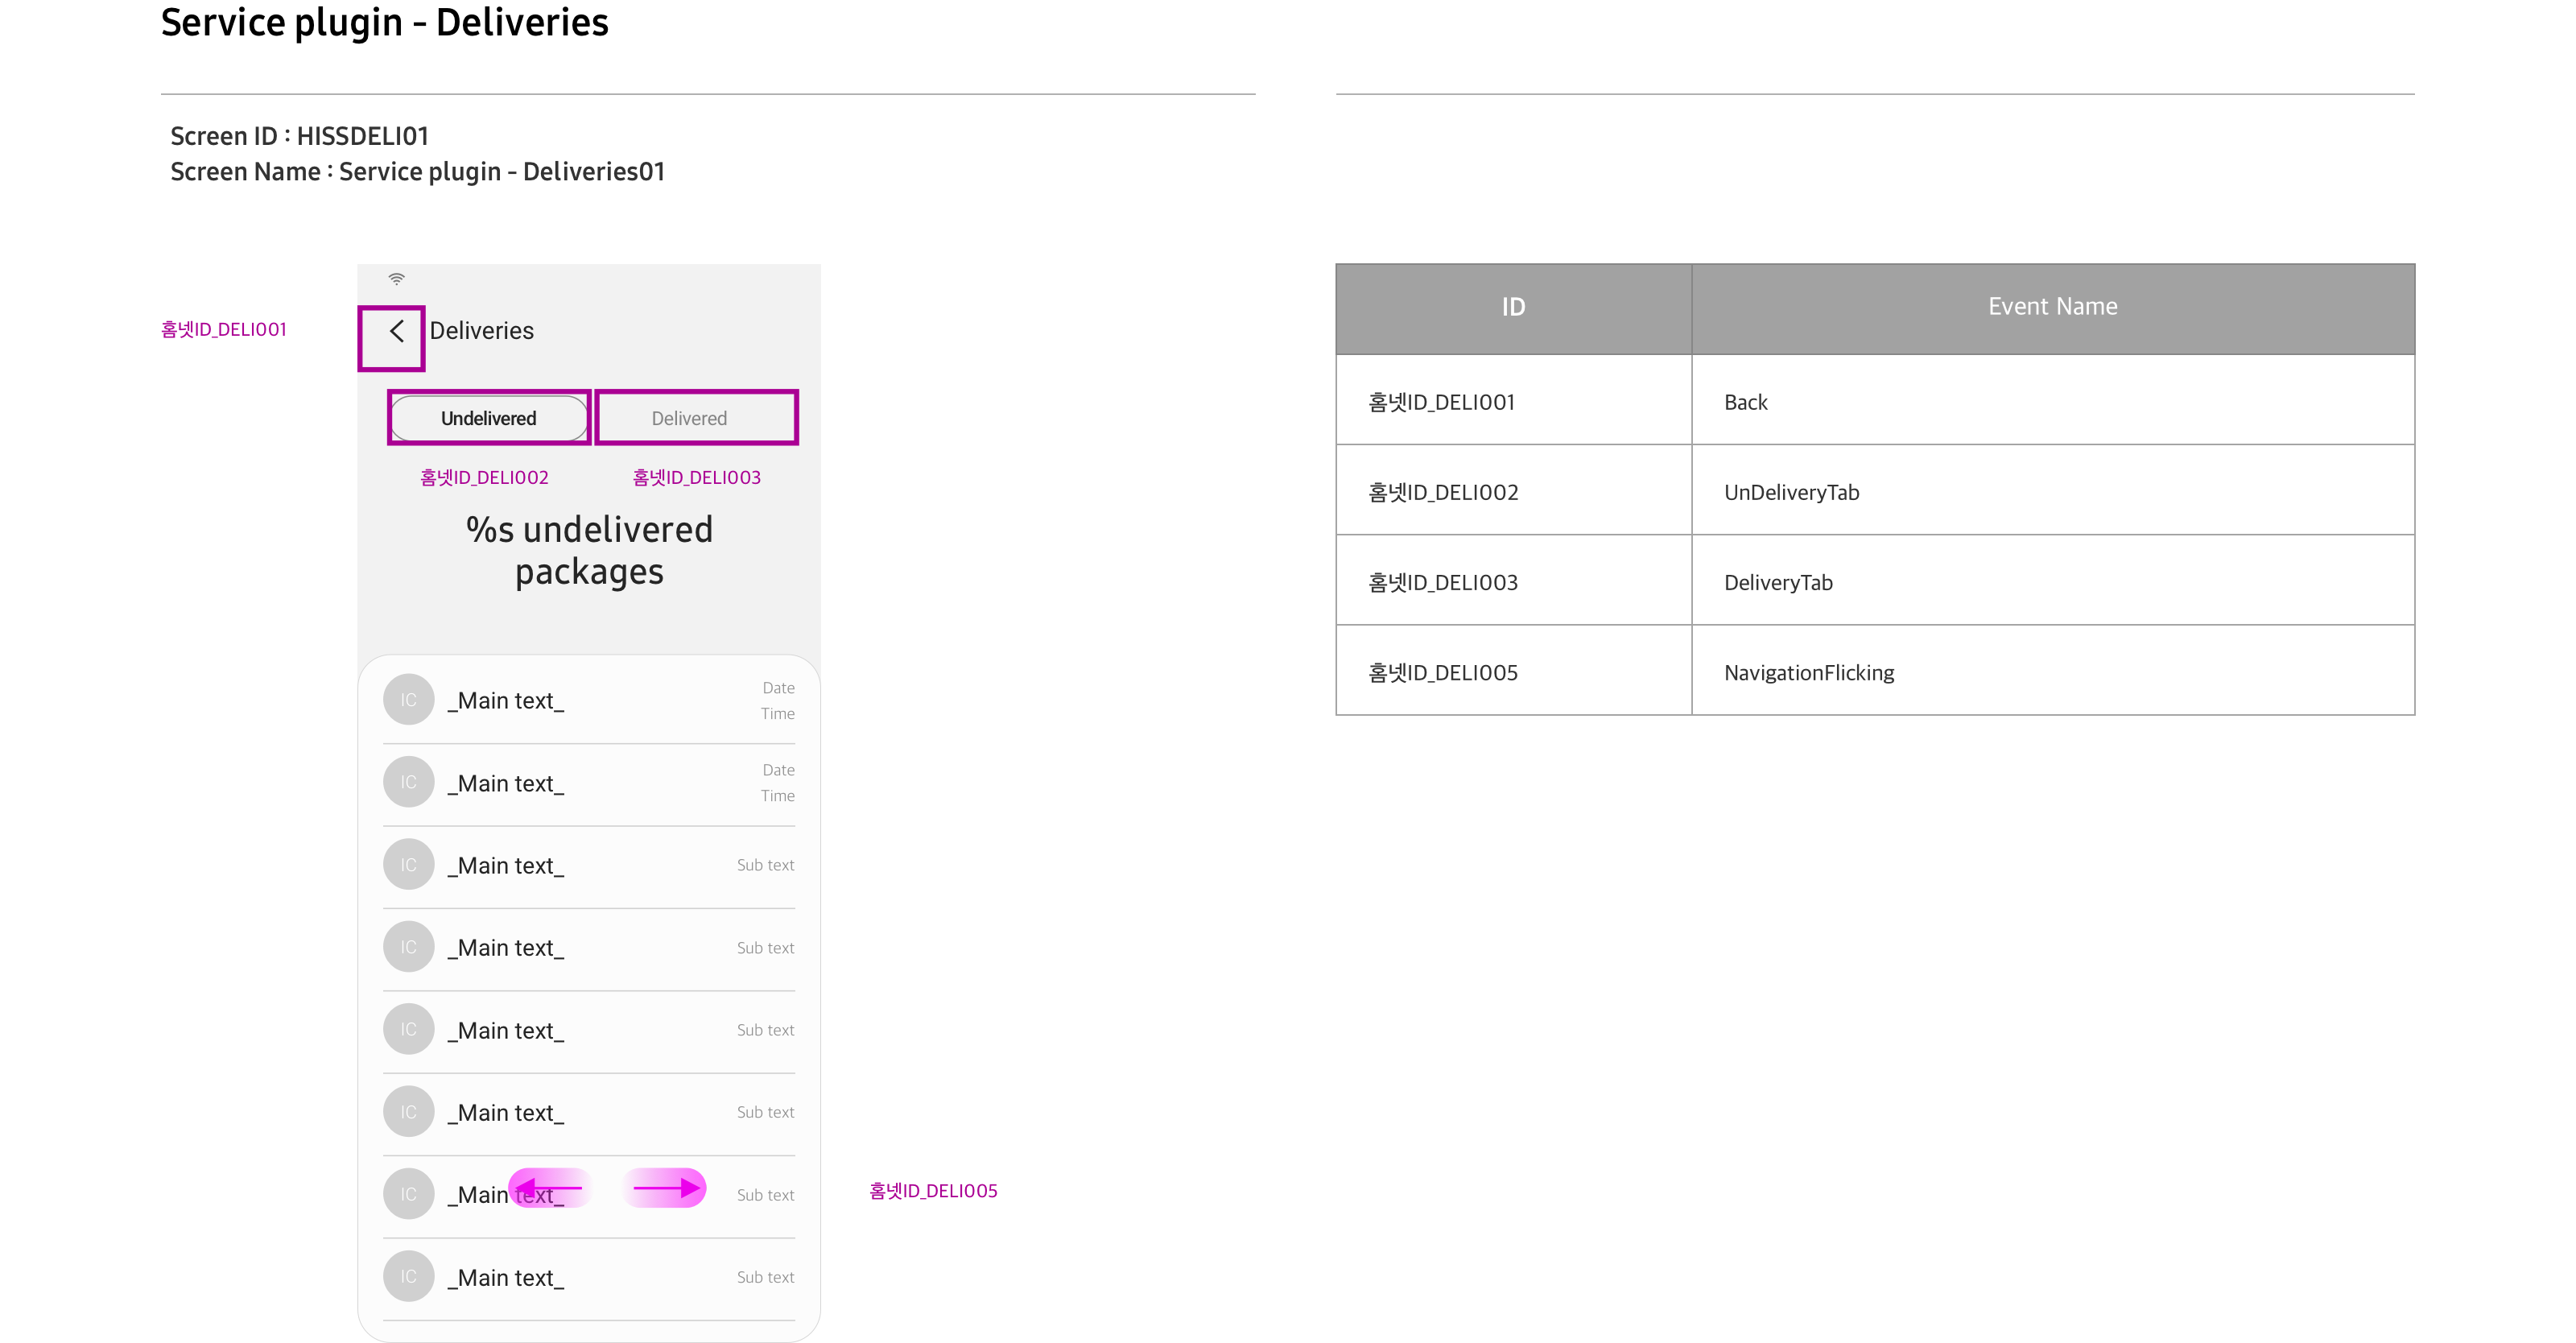 Service plugin - Deliveries
Screen ID : HISSDELI01
Screen Name : Service plugin - Deliveries01
홈넷ID_DELI001
Deliveries
Undelivered
Delivered
홈넷ID_DELI002
홈넷ID_DELI003
%s undelivered
packages
IC
_Main text_
Date
Time
IC
_Main text_
Date
Time
IC
_Main text_
Sub text
IC
_Main text_
Sub text
IC
_Main text_
Sub text
IC
_Main text_
Sub text
IC
_Main text_
Sub text
홈넷ID_DELI005
IC
_Main text_
Sub text
ID
Event Name
홈넷ID_DELI001
Back
홈넷ID_DELI002
UnDeliveryTab
홈넷ID_DELI003
DeliveryTab
홈넷ID_DELI005
NavigationFlicking